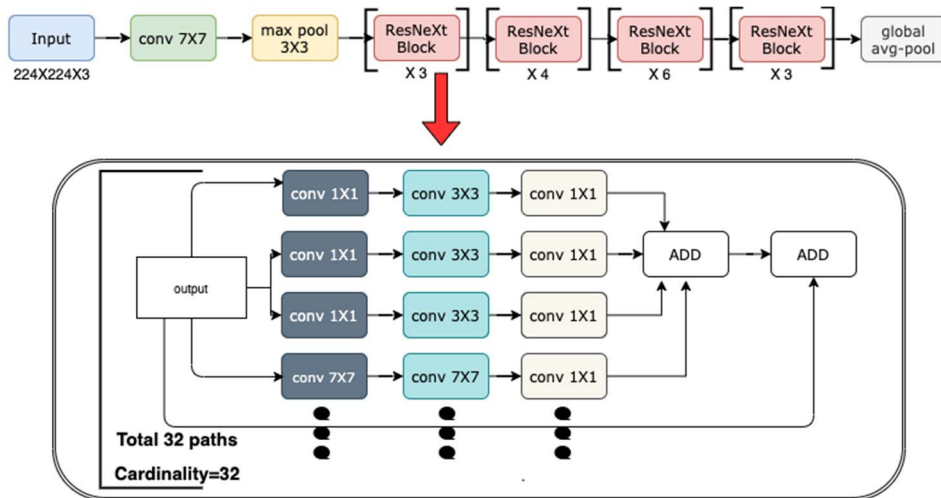 Input
224X224X3
conv 7X7
max pool
3X3
ResNeXt
Block
X 3
ResNeXt
Block
X 4
ResNeXt
Block
X 6
ResNeXt
Block
X 3
global
avg-pool
output
conv 1X1
conv 3X3
conv 1X1
conv 1X1
conv 3X3
conv 1X1
conv 1X1
conv 3X3
conv 1X1
conv 7X7
conv 7X7
conv 1X1
ADD
ADD
Total 32 paths
Cardinality=32